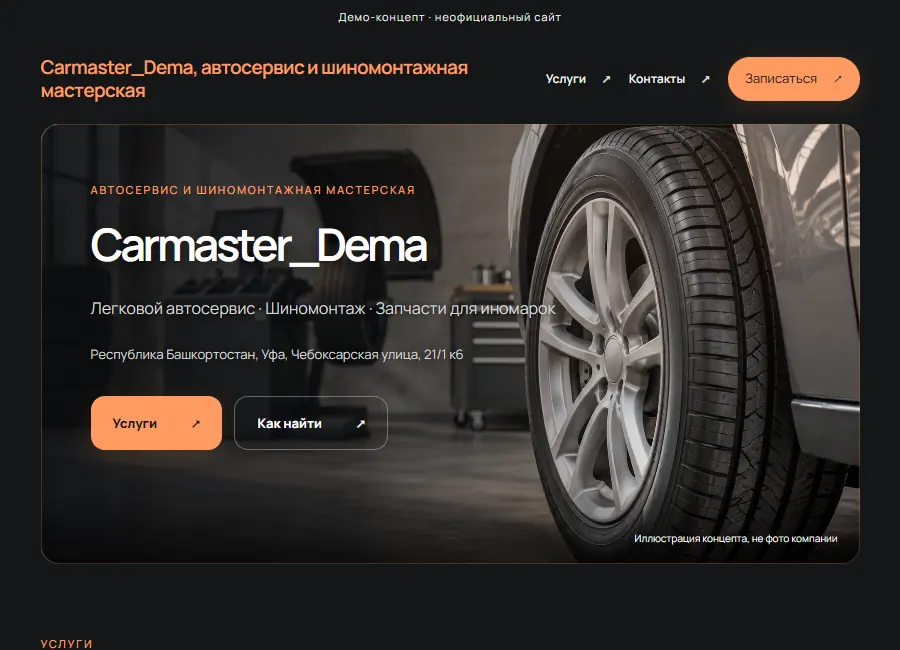 Демо-концепт · неофициальный сайт
Carmaster_Dema, автосервис и шиномонтажная
мастерская
Услуги ↗ Контакты ↗ Записаться ↗
АВТОСЕРВИС И ШИНОМОНТАЖНАЯ МАСТЕРСКАЯ
Carmaster_Dema
Легковой автосервис · Шиномонтаж · Запчасти для иномарок
Республика Башкортостан, Уфа, Чебоксарская улица, 21/1 к6
Услуги ↗ Как найти ↗
Иллюстрация концепта, не фото компании
УСЛУГИ